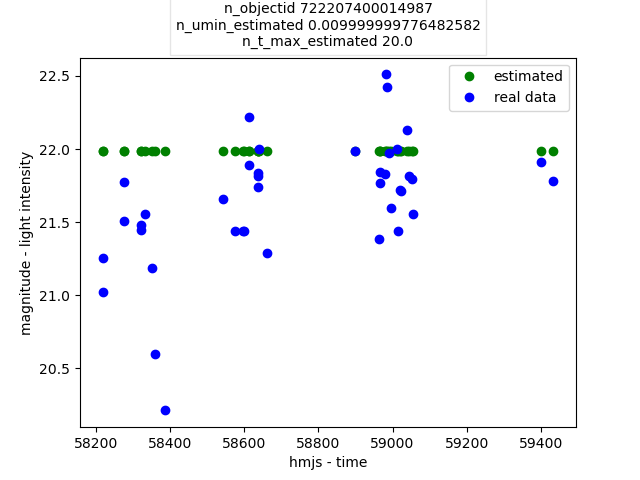 n_objectid 722207400014987
n_umin_estimated 0.009999999776482582
n_t_max_estimated 20.0
22.5
22.0
21.5
21.0
20.5
magnitude - light intensity
estimated
real data
58200 58400 58600 58800 59000 59200 59400
hmjs - time